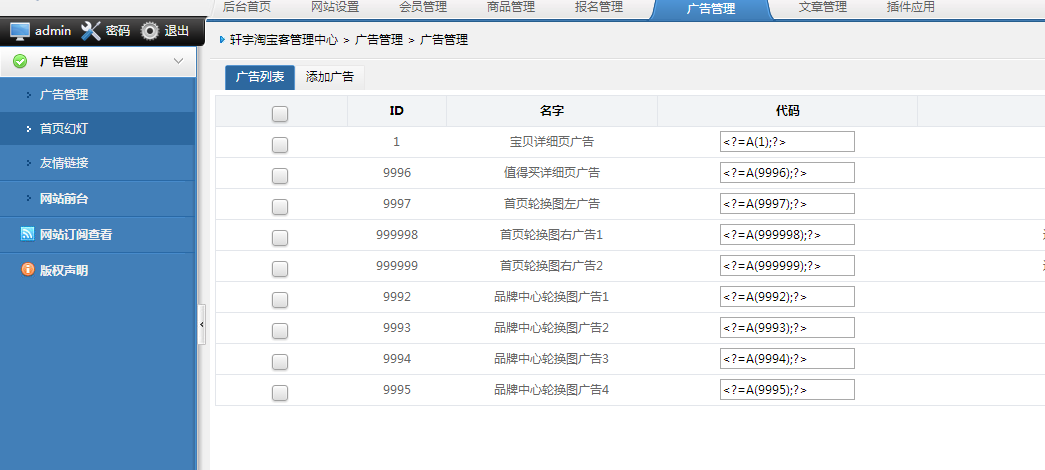 后台首页 网站设置 会员管理 商品管理 报名管理 广告管理 文章管理 插件应用
admin 密码 退出
轩宇淘宝客管理中心 > 广告管理 > 广告管理
广告管理
广告管理
首页幻灯
友情链接
网站前台
网站订阅查看
版权声明
广告列表 添加广告
ID 名字 代码
1 宝贝详细页广告 <?=A(1);?>
9996 值得买详细页广告 <?=A(9996);?>
9997 首页轮换图左广告 <?=A(9997);?>
999998 首页轮换图右广告1 <?=A(999998);?>
999999 首页轮换图右广告2 <?=A(999999);?>
9992 品牌中心轮换图广告1 <?=A(9992);?>
9993 品牌中心轮换图广告2 <?=A(9993);?>
9994 品牌中心轮换图广告3 <?=A(9994);?>
9995 品牌中心轮换图广告4 <?=A(9995);?>